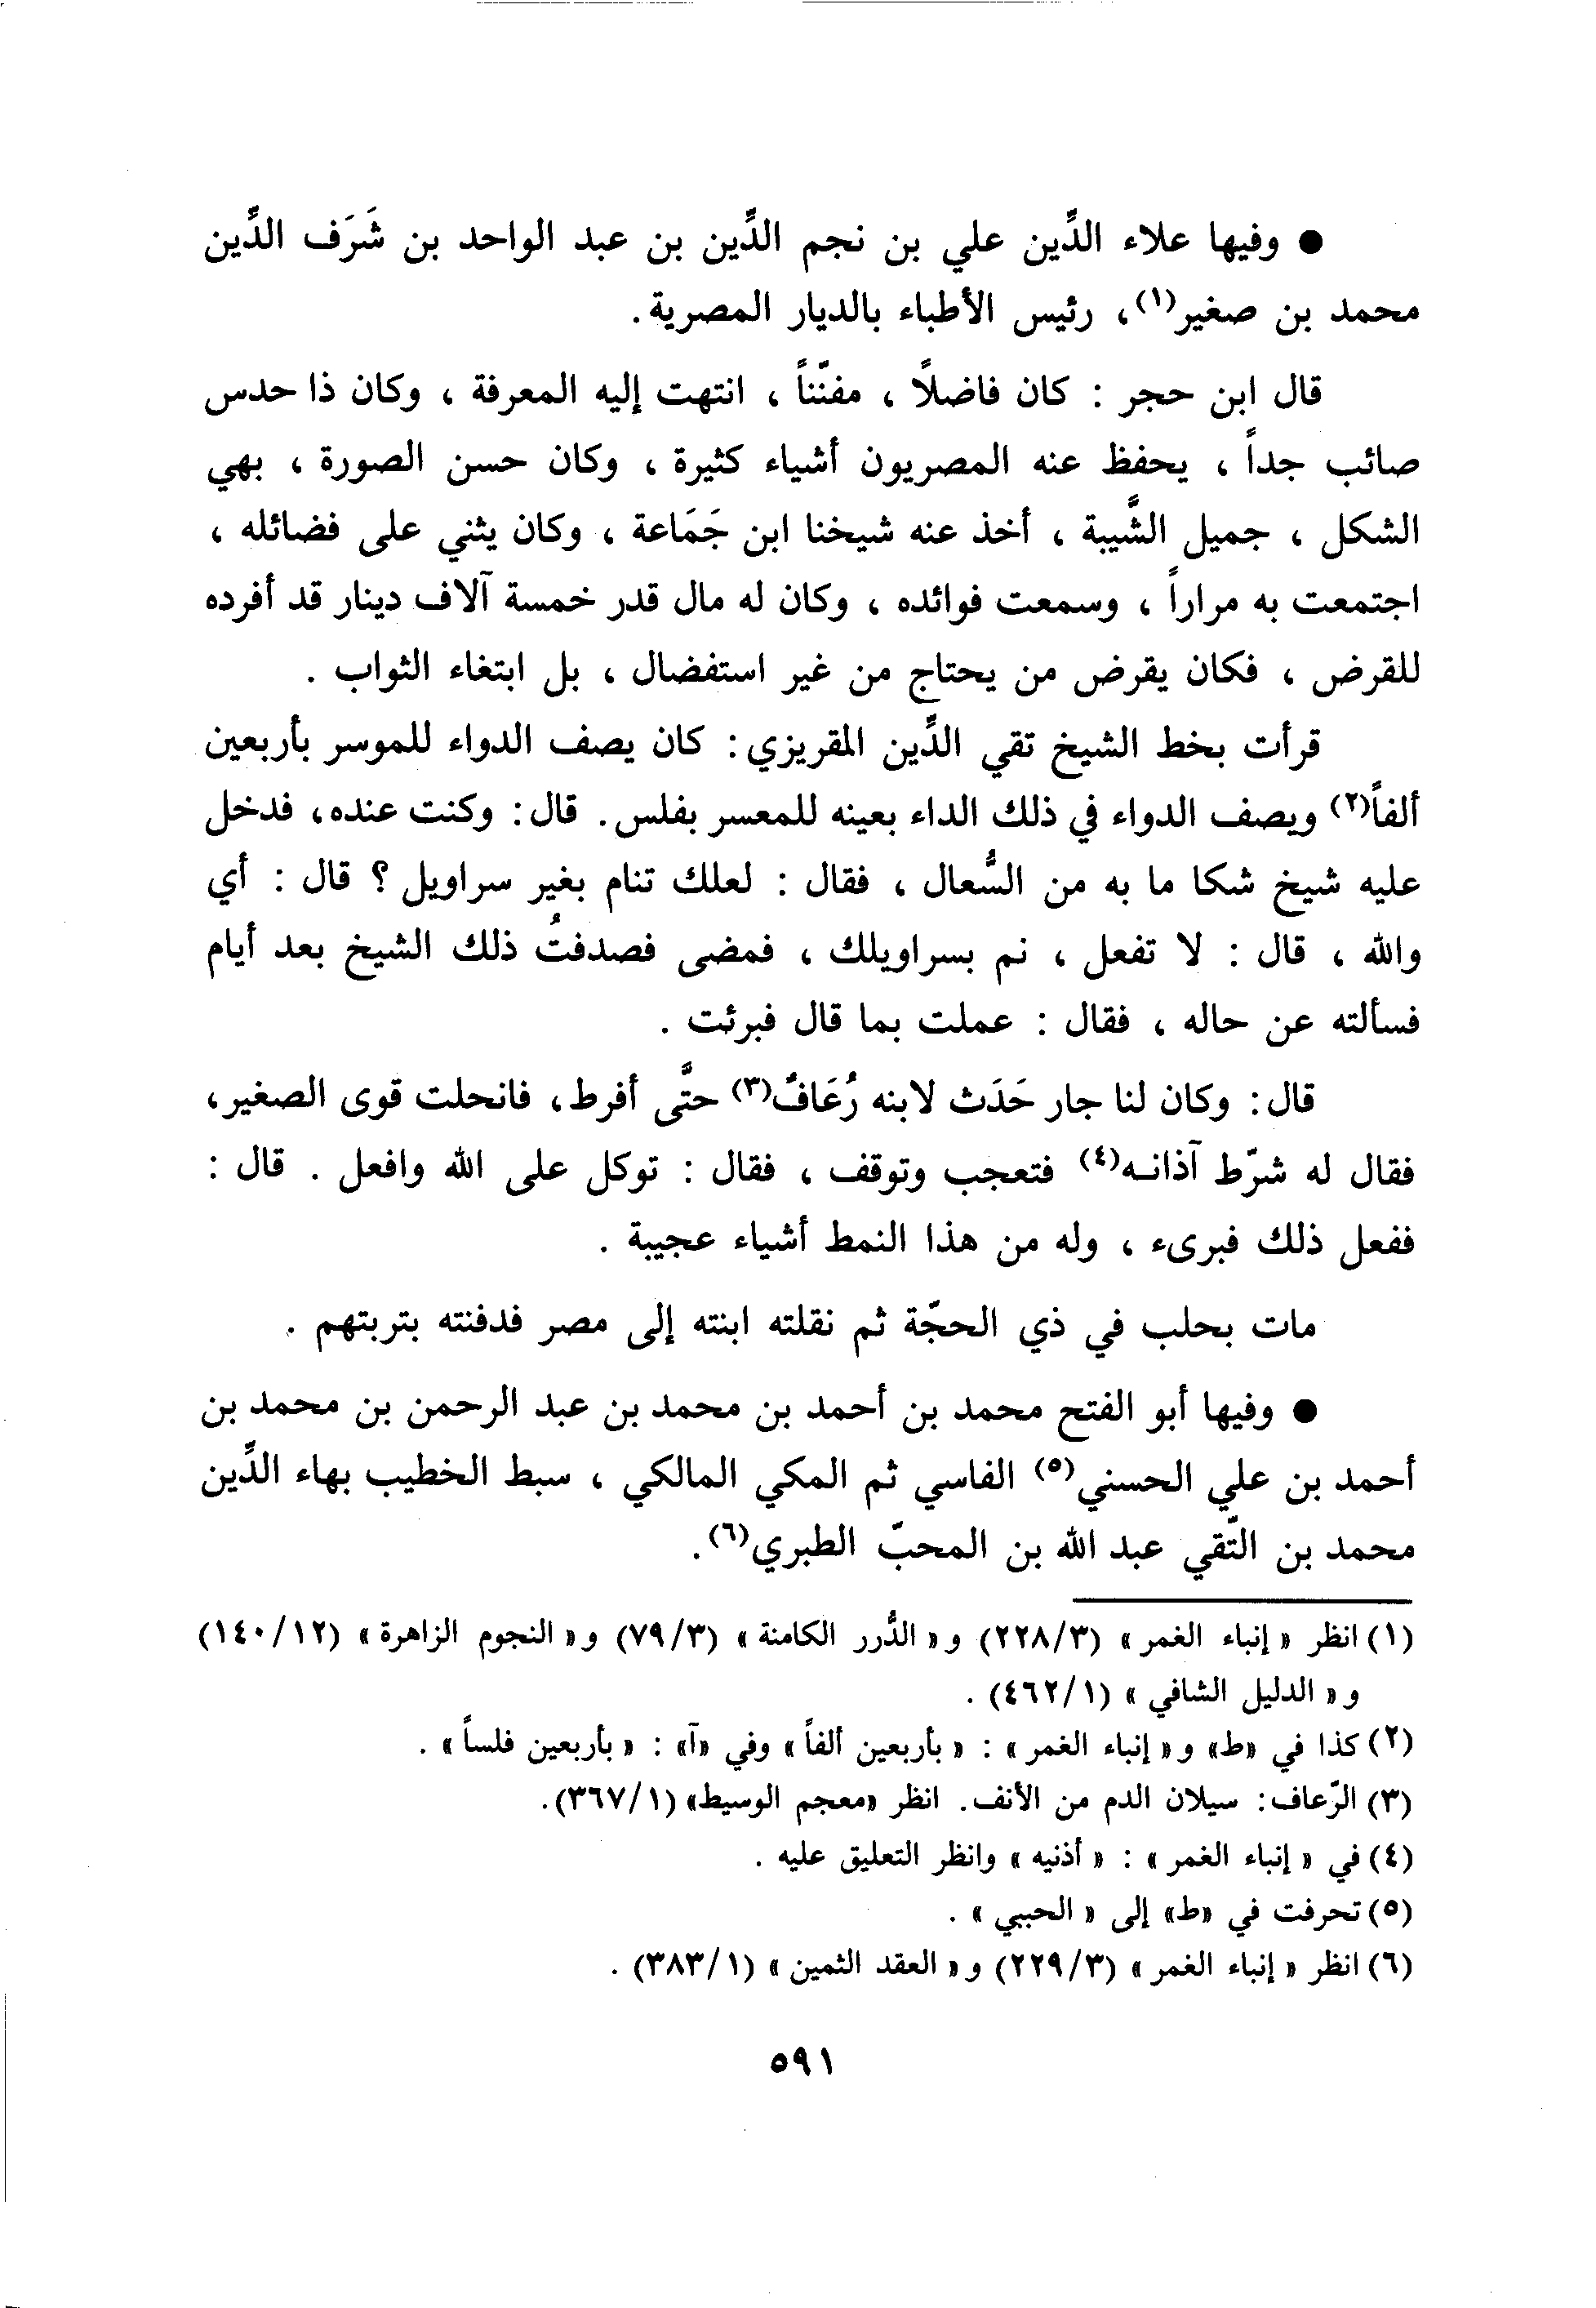 ● وفيها علاء الدِّين علي بن نجم الدِّين بن عبد الواحد بن شَرَف الدِّين
محمد بن صغير(١)، رئيس الأطباء بالديار المصرية.
قال ابن حجر : كان فاضلاً ، مفنّناً ، انتهت إليه المعرفة ، وكان ذا حدس
صائب جداً ، يحفظ عنه المصريون أشياء كثيرة ، وكان حسن الصورة ، بهي
الشكل ، جميل الشَّيبة ، أخذ عنه شيخنا ابن جَمَاعة ، وكان يثني على فضائله ،
اجتمعت به مراراً ، وسمعت فوائده ، وكان له مال قدر خمسة آلاف دينار قد أفرده
للقرض ، فكان يقرض من يحتاج من غير استفضال ، بل ابتغاء الثواب .
قرأت بخط الشيخ تقي الدِّين المقريزي: كان يصف الدواء للموسر بأربعين
ألفاً(٢) ويصف الدواء في ذلك الداء بعينه للمعسر بفلس. قال: وكنت عنده، فدخل
عليه شيخ شكا ما به من السُّعال ، فقال : لعلك تنام بغير سراويل ؟ قال : أي
والله ، قال : لا تفعل ، نم بسراويلك ، فمضى فصدفتُ ذلك الشيخ بعد أيام
فسألته عن حاله ، فقال : عملت بما قال فبرئت .
قال: وكان لنا جار حَدَث لابنه رُعَافٌ(٣) حتَّى أفرط، فانحلت قوى الصغير،
فقال له شرّط آذانـه(٤) فتعجب وتوقف ، فقال : توكل على الله وافعل . قال :
ففعل ذلك فبرىء ، وله من هذا النمط أشياء عجيبة .
مات بحلب في ذي الحجّة ثم نقلته ابنته إلى مصر فدفنته بتربتهم .
● وفيها أبو الفتح محمد بن أحمد بن محمد بن عبد الرحمن بن محمد بن
أحمد بن علي الحسني(٥) الفاسي ثم المكي المالكي ، سبط الخطيب بهاء الدِّين
محمد بن التّقي عبد الله بن المحبّ الطبري(٦).
(١) انظر « إنباء الغمر» (٢٢٨/٣) و« الدُّرر الكامنة » (٧٩/٣) و« النجوم الزاهرة » (١٤٠/١٢)
و« الدليل الشافي » (٤٦٢/١) .
(٢) كذا في «ط» و« إنباء الغمر» : « بأربعين ألفاً» وفي «آ» : « بأربعين فلساً» .
(٣) الرّعاف: سيلان الدم من الأنف. انظر «معجم الوسيط» (٣٦٧/١).
(٤) في « إنباء الغمر» : « أذنيه » وانظر التعليق عليه .
(٥) تحرفت في «ط» إلى « الحببي » .
(٦) انظر « إنباء الغمر» (٢٢٩/٣) و« العقد الثمين » (٣٨٣/١) .
٥٩١